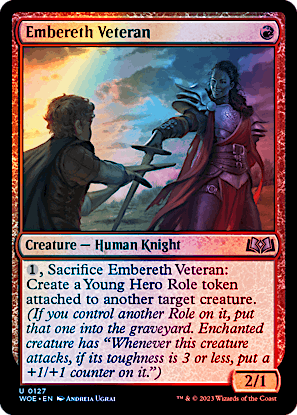 Embereth Veteran
Creature — Human Knight
1, Sacrifice Embereth Veteran:
Create a Young Hero Role token
attached to another target creature.
(If you control another Role on it, put
that one into the graveyard. Enchanted
creature has “Whenever this creature
attacks, if its toughness is 3 or less, put a
+1/+1 counter on it.”)
2/1
U 0127
WOE • EN Andreia Ugrai
™ & © 2023 Wizards of the Coast